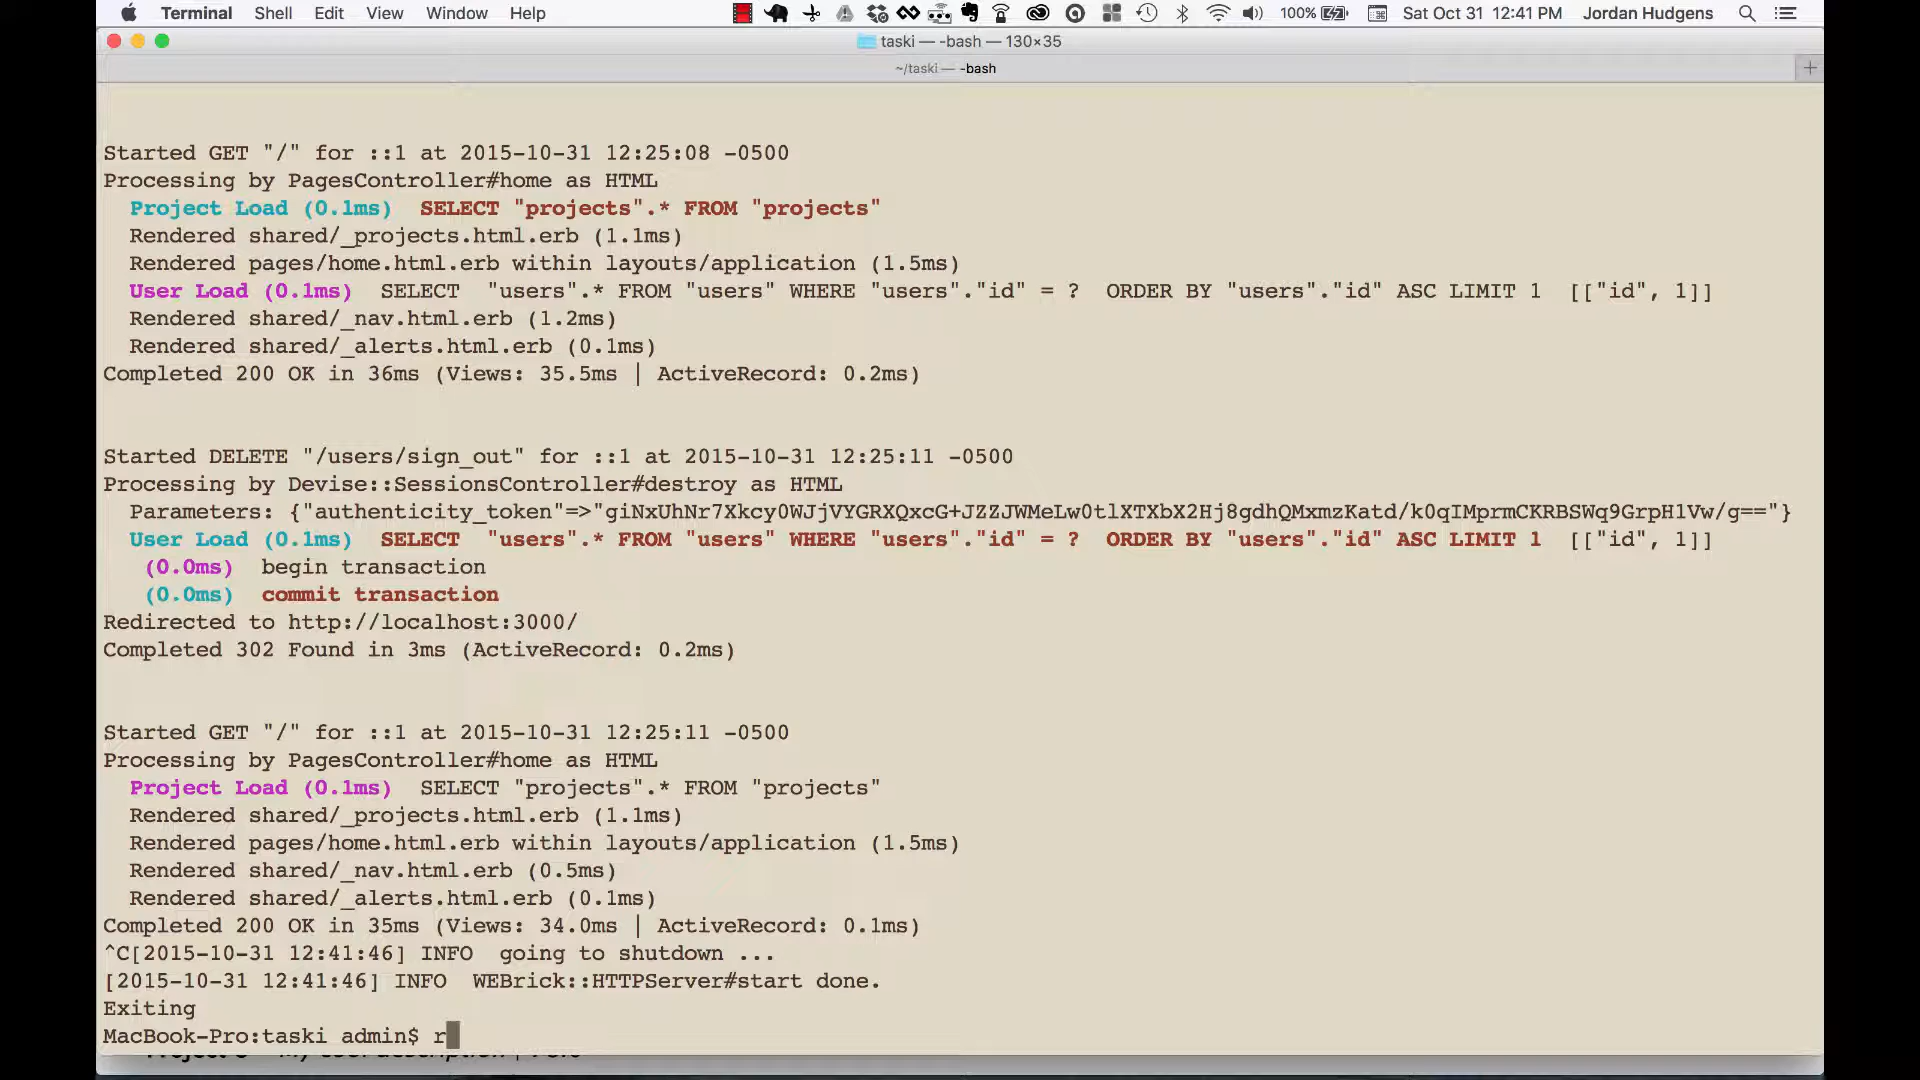 Terminal Shell Edit View Window Help 100% Sat Oct 31 12:41 PM Jordan Hudgens
taski — -bash — 130×35
~/taski — -bash
Started GET "/" for ::1 at 2015-10-31 12:25:08 -0500
Processing by PagesController#home as HTML
Project Load (0.1ms) SELECT "projects".* FROM "projects"
Rendered shared/_projects.html.erb (1.1ms)
Rendered pages/home.html.erb within layouts/application (1.5ms)
User Load (0.1ms) SELECT "users".* FROM "users" WHERE "users"."id" = ? ORDER BY "users"."id" ASC LIMIT 1 [["id", 1]]
Rendered shared/_nav.html.erb (1.2ms)
Rendered shared/_alerts.html.erb (0.1ms)
Completed 200 OK in 36ms (Views: 35.5ms | ActiveRecord: 0.2ms)
Started DELETE "/users/sign_out" for ::1 at 2015-10-31 12:25:11 -0500
Processing by Devise::SessionsController#destroy as HTML
Parameters: {"authenticity_token"=>"giNxUhNr7Xkcy0WJjVYGRXQxcG+JZZJWMeLw0tlXTXbX2Hj8gdhQMxmzKatd/k0qIMprmCKRBSWq9GrpH1Vw/g=="}
User Load (0.1ms) SELECT "users".* FROM "users" WHERE "users"."id" = ? ORDER BY "users"."id" ASC LIMIT 1 [["id", 1]]
(0.0ms) begin transaction
(0.0ms) commit transaction
Redirected to http://localhost:3000/
Completed 302 Found in 3ms (ActiveRecord: 0.2ms)
Started GET "/" for ::1 at 2015-10-31 12:25:11 -0500
Processing by PagesController#home as HTML
Project Load (0.1ms) SELECT "projects".* FROM "projects"
Rendered shared/_projects.html.erb (1.1ms)
Rendered pages/home.html.erb within layouts/application (1.5ms)
Rendered shared/_nav.html.erb (0.5ms)
Rendered shared/_alerts.html.erb (0.1ms)
Completed 200 OK in 35ms (Views: 34.0ms | ActiveRecord: 0.1ms)
^C[2015-10-31 12:41:46] INFO going to shutdown ...
[2015-10-31 12:41:46] INFO WEBrick::HTTPServer#start done.
Exiting
MacBook-Pro:taski admin$ r